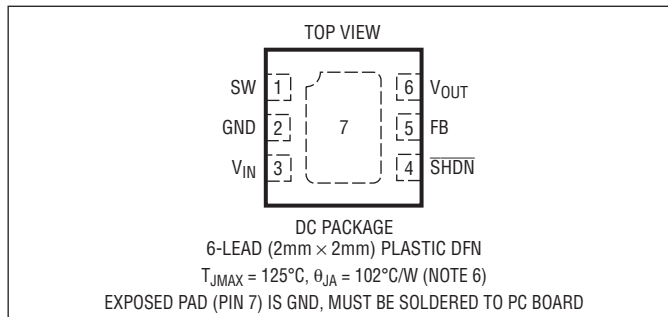 TOP VIEW
SW 1 6 VOUT
GND 2 7 5 FB
VIN 3 4 SHDN
DC PACKAGE
6-LEAD (2mm × 2mm) PLASTIC DFN
TJMAX = 125°C, θJA = 102°C/W (NOTE 6)
EXPOSED PAD (PIN 7) IS GND, MUST BE SOLDERED TO PC BOARD